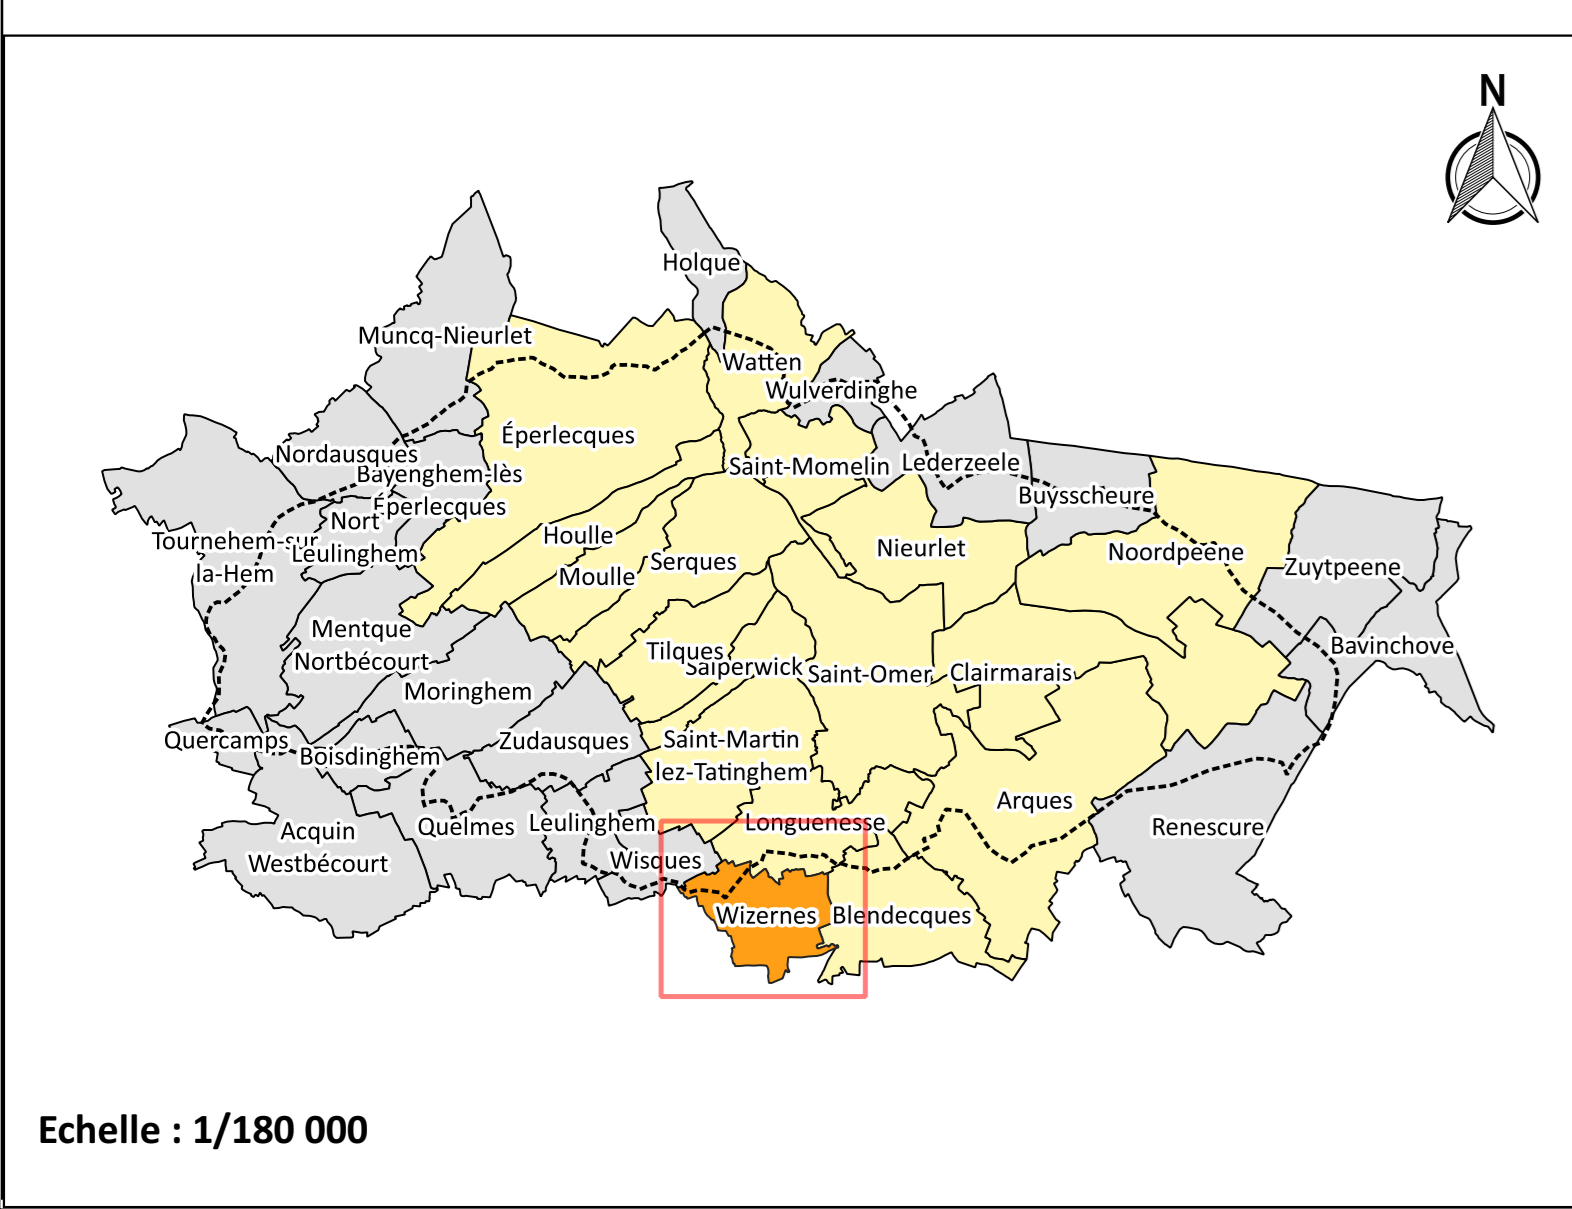 N
Holque
Muncq-Nieurlet
Watten
Wulverdinghe
Éperlecques
Nordausques
Bayenghem-lès
Éperlecques
Saint-Momelin
Lederzeele
Buysscheure
Nort
Leulinghem
Tournehem-sur
la-Hem
Houlle
Moulle
Serques
Nieurlet
Noordpeene
Zuytpeene
Mentque
Nortbécourt
Bavinchove
Tilques
Salperwick
Saint-Omer
Clairmarais
Moringhem
Quercamps
Boisdinghem
Zudausques
Saint-Martin
lez-Tatinghem
Arques
Acquin
Westbécourt
Quelmes
Leulinghem
Longuenesse
Renescure
Wisques
Wizernes
Blendecques
Echelle : 1/180 000